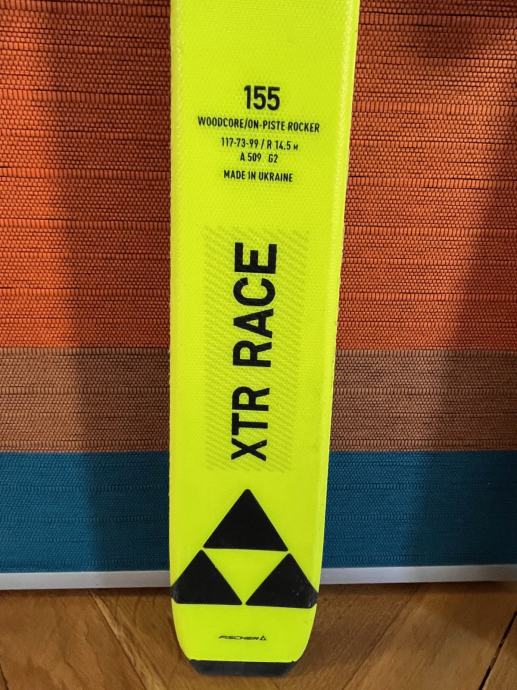 155
WOODCORE/ON-PISTE ROCKER
117-73-99 / R 14.5 M
A 509 G2
MADE IN UKRAINE
XTR RACE
FISCHER